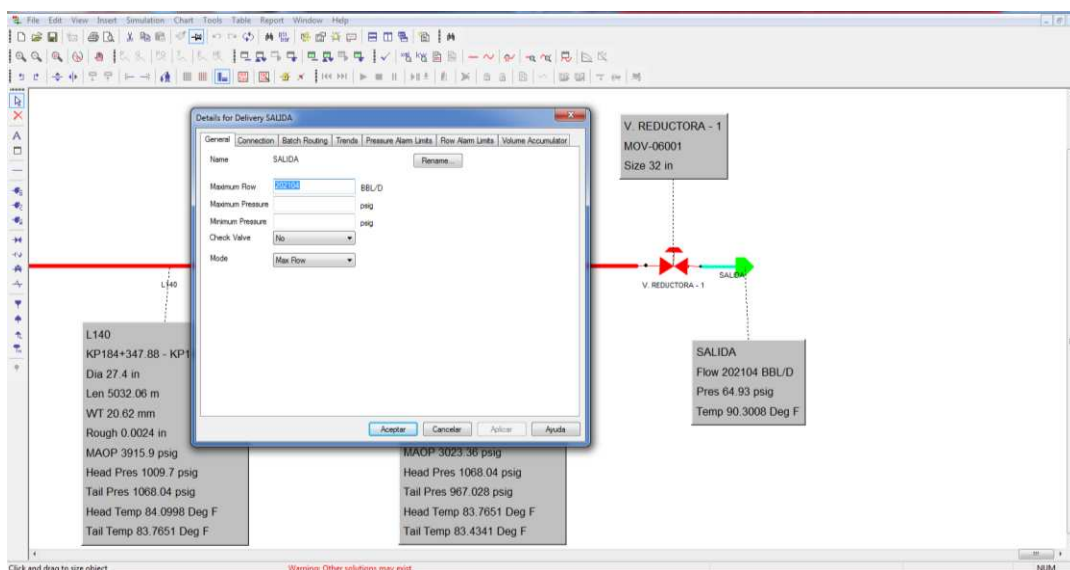 File Edit View Insert Simulation Chart Tools Table Report Window Help
Details for Delivery SALIDA
General Connection Batch Routing Trends Pressure Alarm Limits Flow Alarm Limits Volume Accumulator
Name SALIDA Rename...
Maximum Flow 202104 BBL/D
Maximum Pressure psig
Minimum Pressure psig
Check Valve No
Mode Max Flow
Aceptar Cancelar Aplicar Ayuda
V. REDUCTORA - 1
MOV-06001
Size 32 in
L140
V. REDUCTORA - 1
SALIDA
L140
KP184+347.88 - KP1
Dia 27.4 in
Len 5032.06 m
WT 20.62 mm
Rough 0.0024 in
MAOP 3915.9 psig
Head Pres 1009.7 psig
Tail Pres 1068.04 psig
Head Temp 84.0998 Deg F
Tail Temp 83.7651 Deg F
MAOP 3023.36 psig
Head Pres 1068.04 psig
Tail Pres 967.028 psig
Head Temp 83.7651 Deg F
Tail Temp 83.4341 Deg F
SALIDA
Flow 202104 BBL/D
Pres 64.93 psig
Temp 90.3008 Deg F
Click and drag to size object Warning: Other solutions may exist. NUM